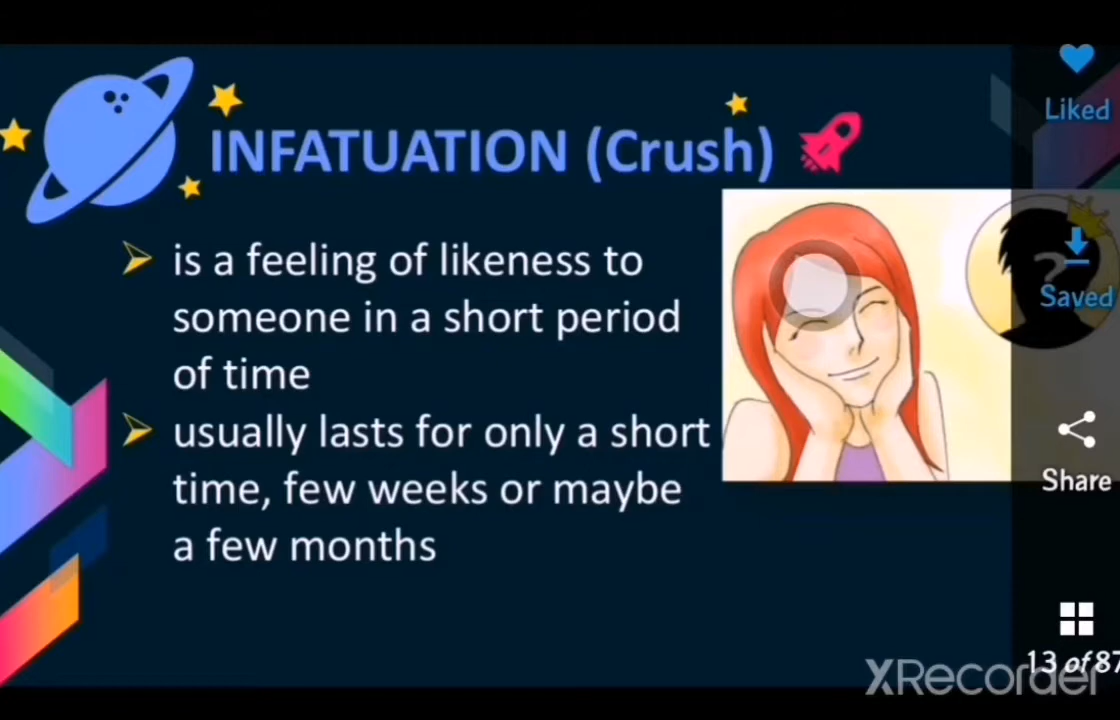 INFATUATION (Crush)
is a feeling of likeness to
someone in a short period
of time
usually lasts for only a short
time, few weeks or maybe
a few months
Liked
?
Saved
Share
13 of 87
XRecorder